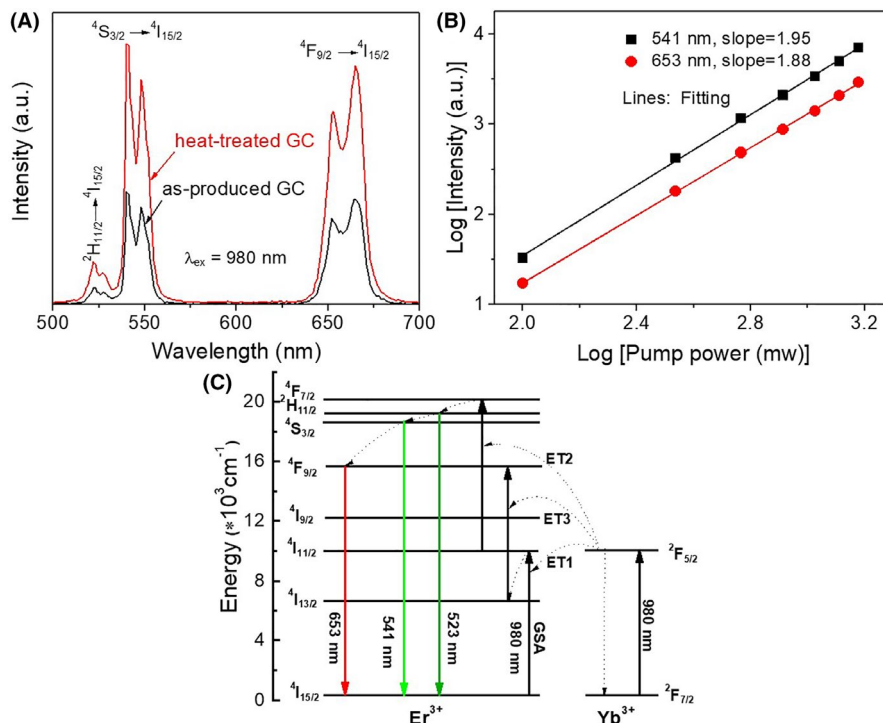 (A)
⁴S₃/₂ → ⁴I₁₅/₂
⁴F₉/₂ → ⁴I₁₅/₂
²H₁₁/₂ → ⁴I₁₅/₂
heat-treated GC
as-produced GC
λex = 980 nm
Intensity (a.u.)
500 550 600 650 700
Wavelength (nm)
(B)
541 nm, slope=1.95
653 nm, slope=1.88
Lines: Fitting
Log [Intensity (a.u.)]
4
3
2
1
2.0 2.4 2.8 3.2
Log [Pump power (mw)]
(C)
Energy (*10³cm⁻¹)
20
16
12
8
4
0
⁴F₇/₂
²H₁₁/₂
⁴S₃/₂
⁴F₉/₂
⁴I₉/₂
⁴I₁₁/₂
⁴I₁₃/₂
⁴I₁₅/₂
ET2
ET3
ET1
653 nm
541 nm
523 nm
980 nm
GSA
980 nm
²F₅/₂
²F₇/₂
Er³⁺
Yb³⁺